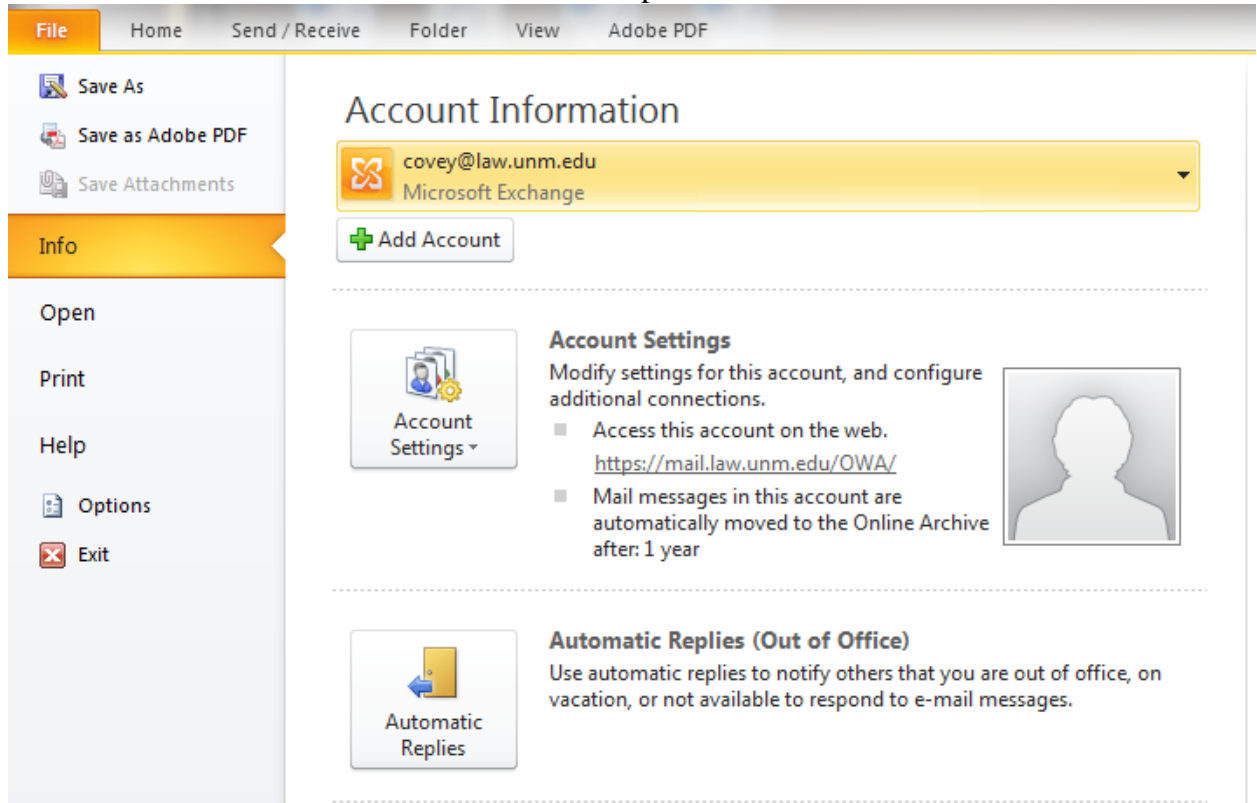 File Home Send / Receive Folder View Adobe PDF
Save As
Save as Adobe PDF
Save Attachments
Info
Open
Print
Help
Options
Exit
Account Information
covey@law.unm.edu
Microsoft Exchange
Add Account
Account
Settings
Account Settings
Modify settings for this account, and configure
additional connections.
Access this account on the web.
https://mail.law.unm.edu/OWA/
Mail messages in this account are
automatically moved to the Online Archive
after: 1 year
Automatic
Replies
Automatic Replies (Out of Office)
Use automatic replies to notify others that you are out of office, on
vacation, or not available to respond to e-mail messages.